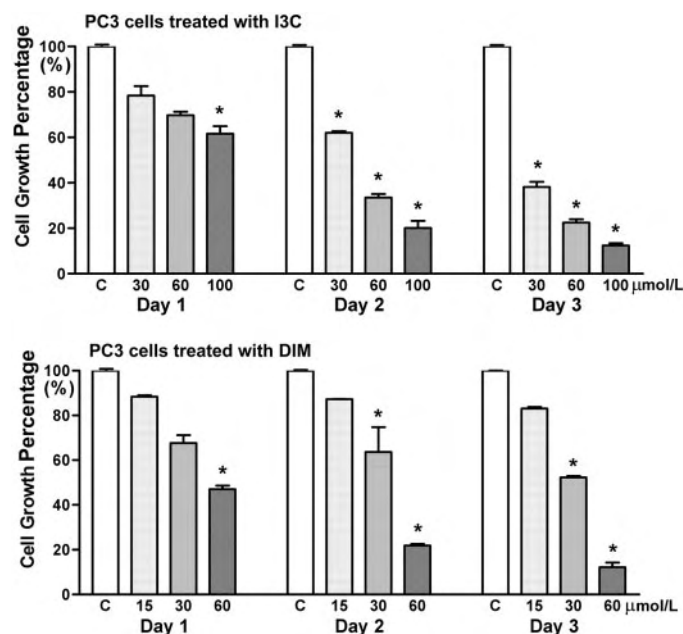 PC3 cells treated with I3C
Cell Growth Percentage
(%)
100
80
60
40
20
0
* * * * * * *
C 30 60 100 C 30 60 100 C 30 60 100 μmol/L
Day 1 Day 2 Day 3
PC3 cells treated with DIM
Cell Growth Percentage
(%)
100
80
60
40
20
0
* * * * *
C 15 30 60 C 15 30 60 C 15 30 60 μmol/L
Day 1 Day 2 Day 3